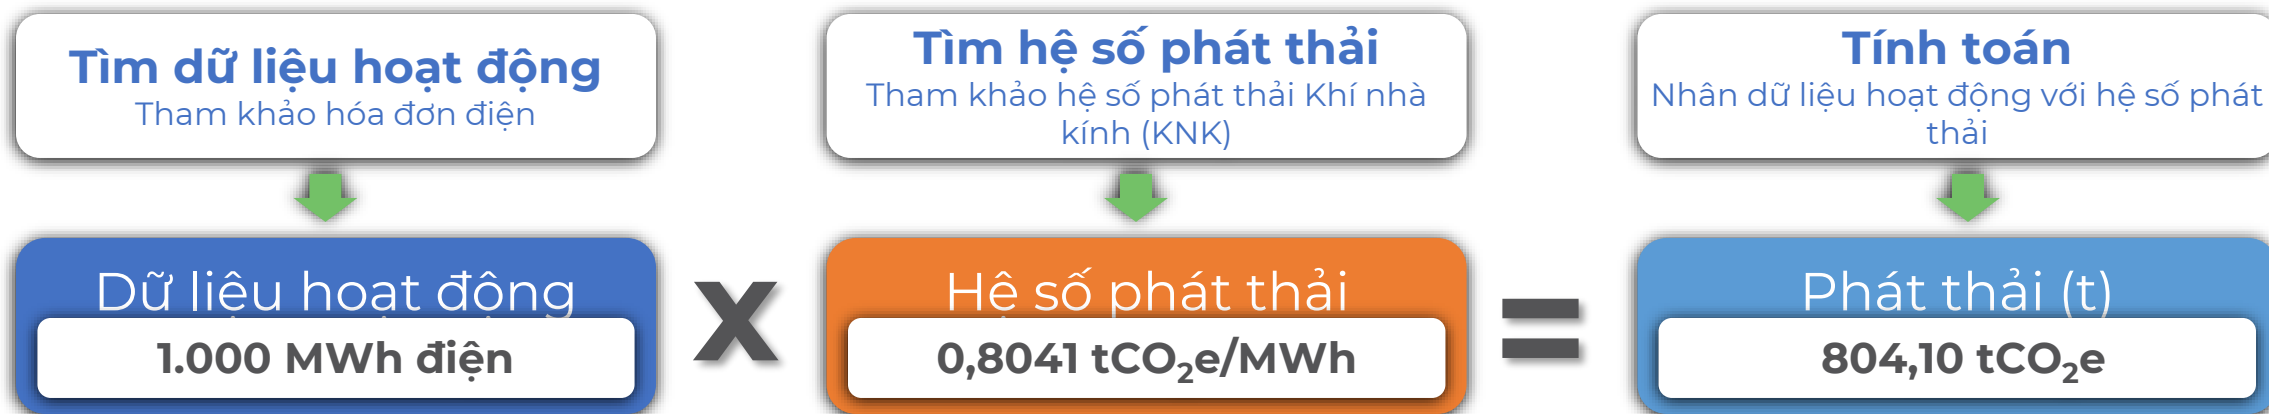 Tìm dữ liệu hoạt động
Tham khảo hóa đơn điện
Tìm hệ số phát thải
Tham khảo hệ số phát thải Khí nhà
kính (KNK)
Tính toán
Nhân dữ liệu hoạt động với hệ số phát
thải
Dữ liệu hoạt động
1.000 MWh điện
x
Hệ số phát thải
0,8041 tCO₂e/MWh
=
Phát thải (t)
804,10 tCO₂e